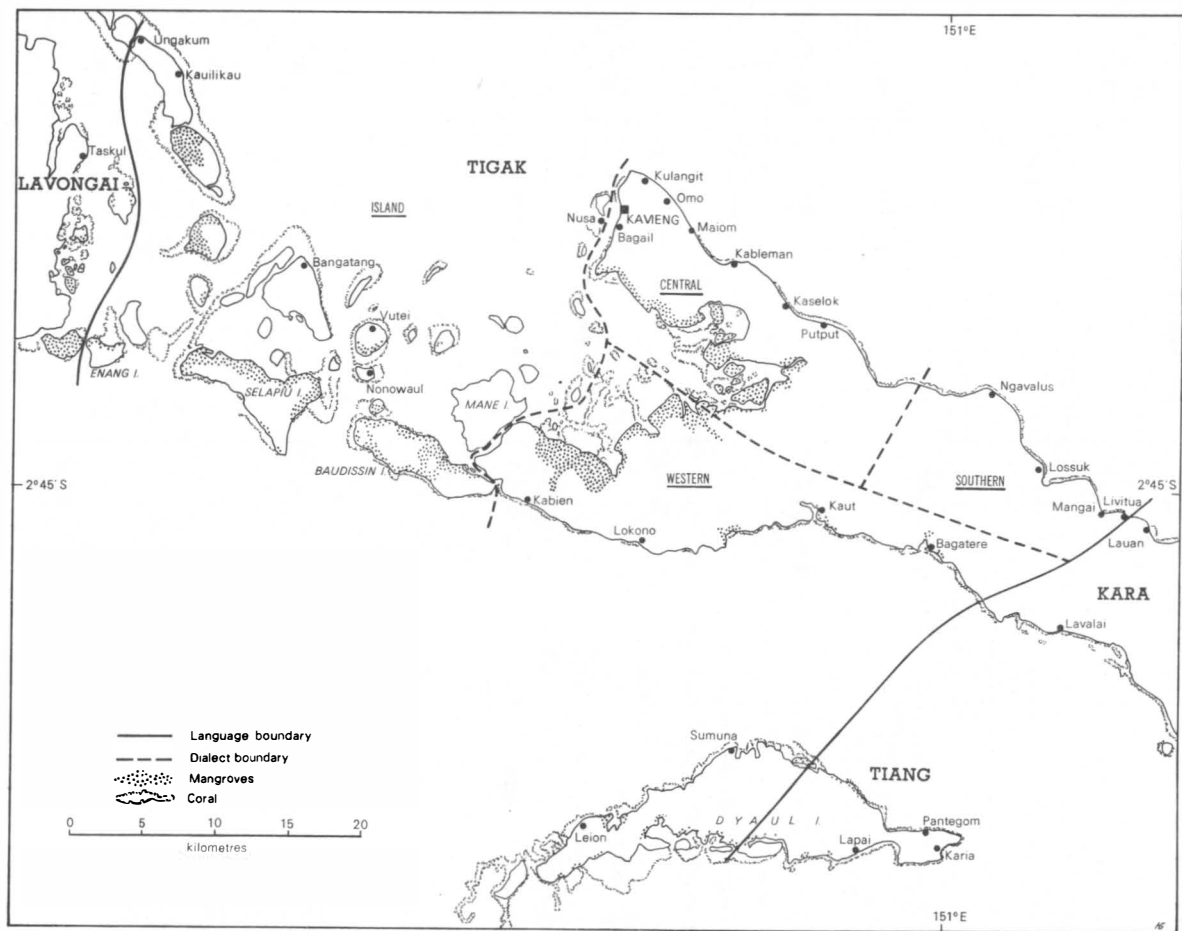 151°E
Ungakum
Kauilikau
Taskul
LAVONGAI
TIGAK
ISLAND
Kulangit
Omo
Nusa
KAVIENG
Bagail
Maiom
Kableman
Bangatang
CENTRAL
Kaselok
Putput
Vutei
ENANG I.
SELAPIU I.
Nonowaul
MANE I.
Ngavalus
BAUDISSIN I.
WESTERN
SOUTHERN
Lossuk
2°45´S
2°45´S
Kabien
Kaut
Mangai
Livitua
Lokono
Bagatere
Lauan
KARA
Lavalai
Language boundary
Dialect boundary
Mangroves
Coral
0 5 10 15 20
kilometres
Sumuna
TIANG
DYAUL I.
Leion
Pantegom
Lapai
Karia
151°E